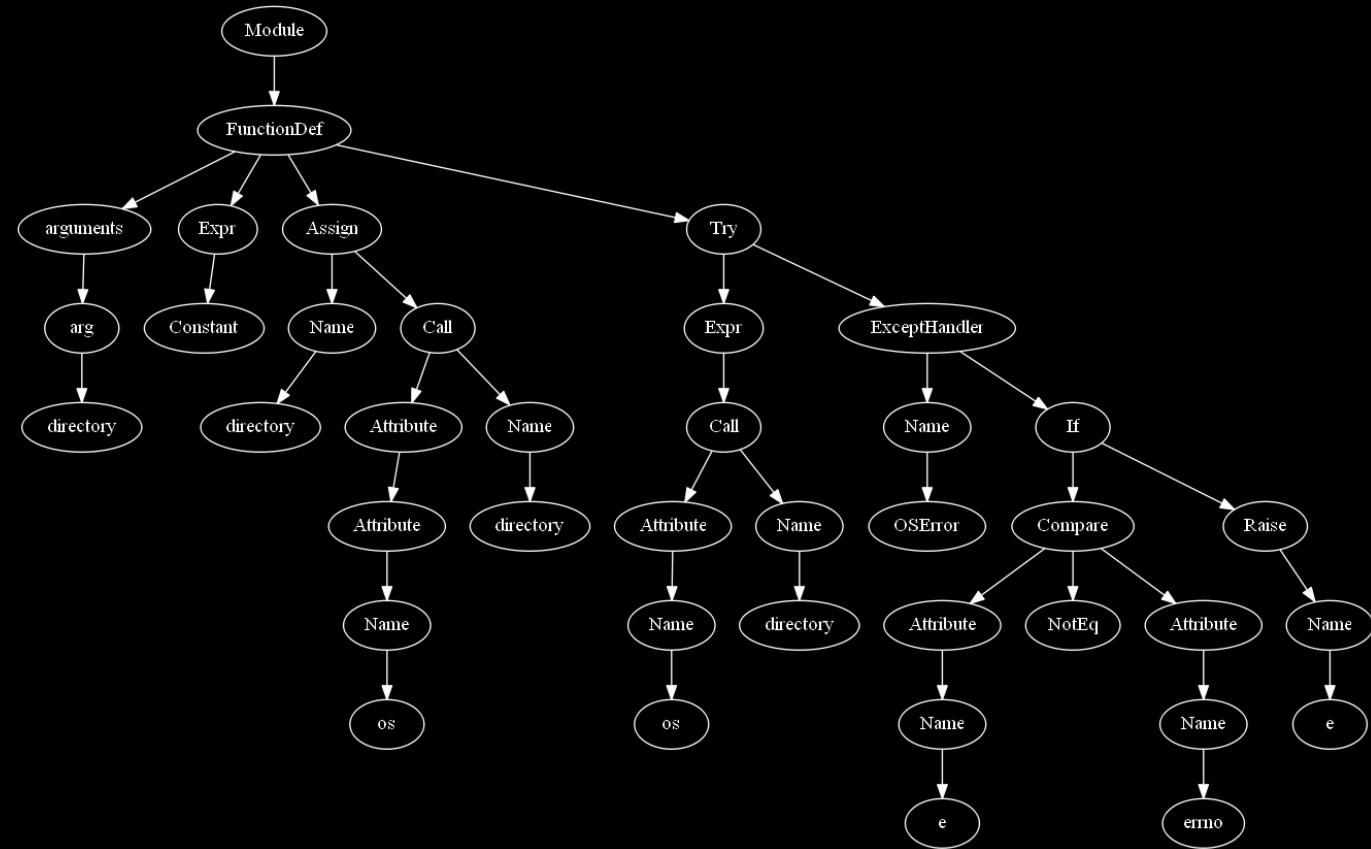 Module
FunctionDef
arguments Expr Assign Try
arg Constant Name Call Expr ExceptHandler
directory directory Attribute Name Call Name If
Attribute directory Attribute Name OSError Compare Raise
Name Name directory Attribute NotEq Attribute Name
os os Name Name e
e errno